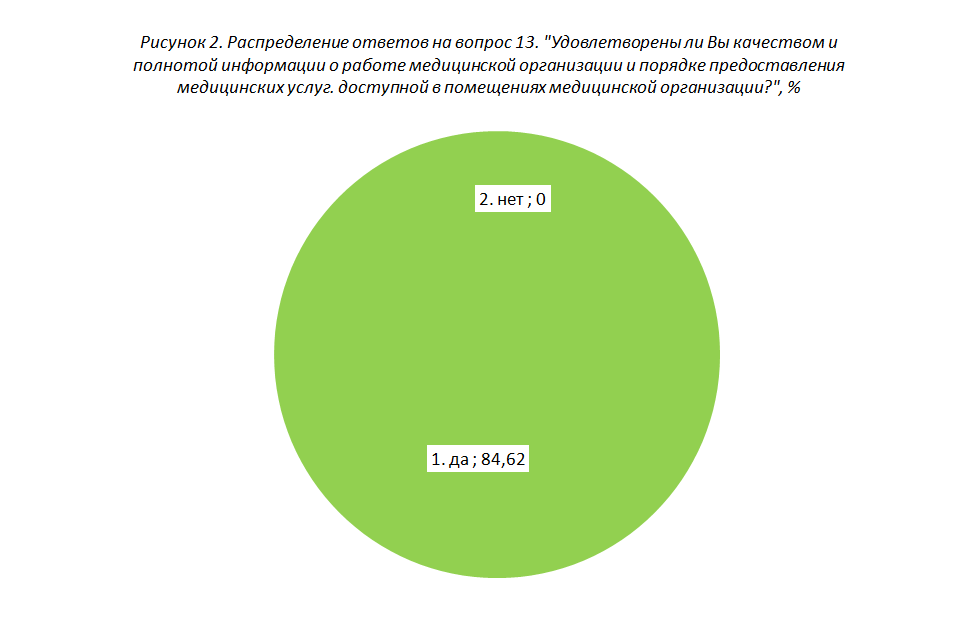 Рисунок 2. Распределение ответов на вопрос 13. "Удовлетворены ли Вы качеством и
полнотой информации о работе медицинской организации и порядке предоставления
медицинских услуг. доступной в помещениях медицинской организации?", %
2. нет ; 0
1. да ; 84,62